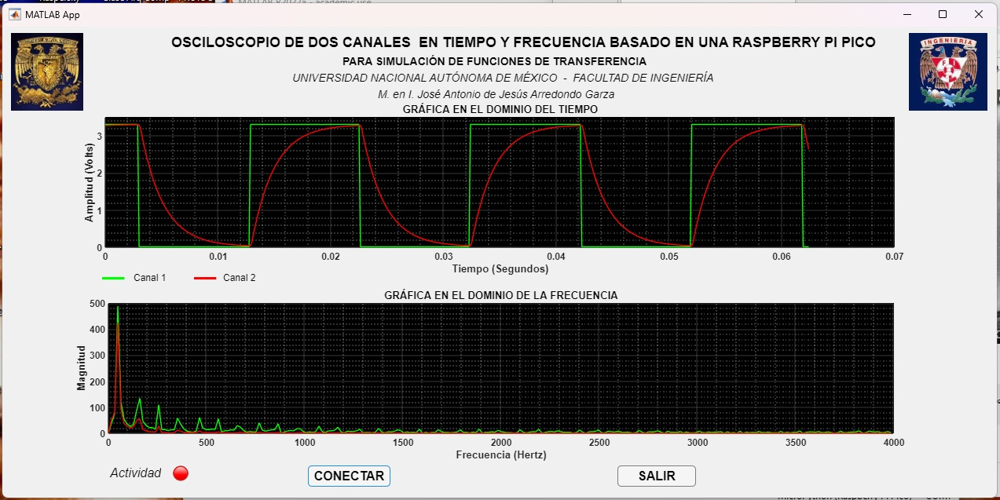 MATLAB App
OSCILOSCOPIO DE DOS CANALES EN TIEMPO Y FRECUENCIA BASADO EN UNA RASPBERRY PI PICO
PARA SIMULACIÓN DE FUNCIONES DE TRANSFERENCIA
UNIVERSIDAD NACIONAL AUTÓNOMA DE MÉXICO - FACULTAD DE INGENIERÍA
M. en I. José Antonio de Jesús Arredondo Garza
INGENIERIA
GRÁFICA EN EL DOMINIO DEL TIEMPO
Amplitud (Volts)
3
2
1
0
0 0.01 0.02 0.03 0.04 0.05 0.06 0.07
Tiempo (Segundos)
Canal 1 Canal 2
GRÁFICA EN EL DOMINIO DE LA FRECUENCIA
Magnitud
500
400
300
200
100
0
0 500 1000 1500 2000 2500 3000 3500 4000
Frecuencia (Hertz)
Actividad CONECTAR SALIR